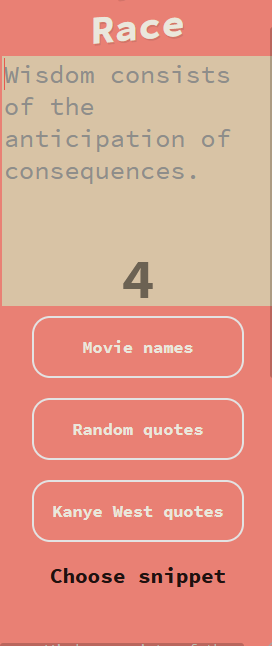 Race
Wisdom consists
of the
anticipation of
consequences.
4
Movie names
Random quotes
Kanye West quotes
Choose snippet